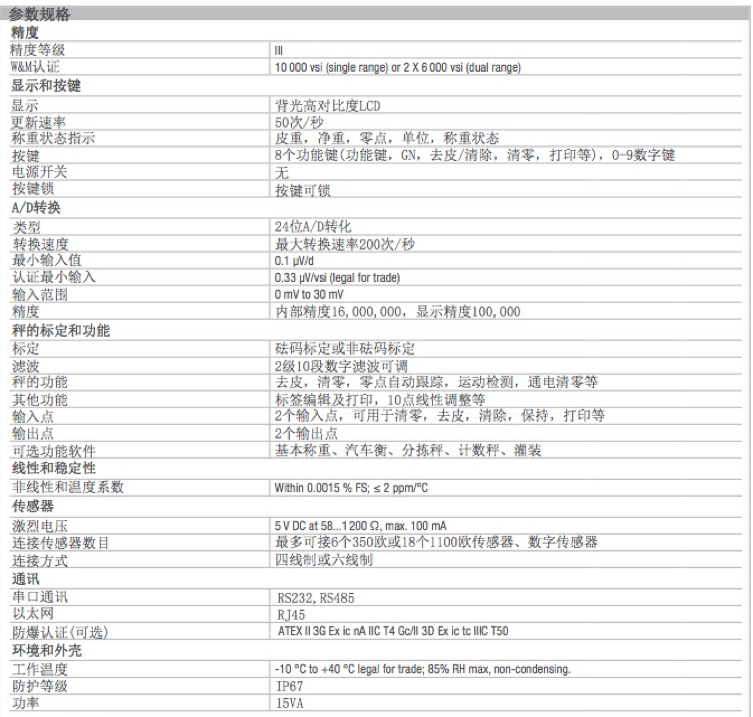 参数规格
精度
精度等级 III
W&M认证 10 000 vsi (single range) or 2 X 6 000 vsi (dual range)
显示和按键
显示 背光高对比度LCD
更新速率 50次/秒
称重状态指示 皮重，净重，零点，单位，称重状态
按键 8个功能键(功能键，GN，去皮/清除，清零，打印等)，0-9数字键
电源开关 无
按键锁 按键可锁
A/D转换
类型 24位A/D转化
转换速度 最大转换速率200次/秒
最小输入值 0.1 μV/d
认证最小输入 0.33 μV/vsi (legal for trade)
输入范围 0 mV to 30 mV
精度 内部精度16,000,000，显示精度100,000
秤的标定和功能
标定 砝码标定或非砝码标定
滤波 2级10段数字滤波可调
秤的功能 去皮，清零，零点自动跟踪，运动检测，通电清零等
其他功能 标签编辑及打印，10点线性调整等
输入点 2个输入点，可用于清零，去皮，清除，保持，打印等
输出点 2个输出点
可选功能软件 基本称重、汽车衡、分拣秤、计数秤、灌装
线性和稳定性
非线性和温度系数 Within 0.0015 % FS; ≤ 2 ppm/°C
传感器
激烈电压 5 V DC at 58...1 200 Ω, max. 100 mA
连接传感器数目 最多可接6个350欧或18个1100欧传感器、数字传感器
连接方式 四线制或六线制
通讯
串口通讯 RS232,RS485
以太网 RJ45
防爆认证(可选) ATEX II 3G Ex ic nA IIC T4 Gc/II 3D Ex ic tc IIIC T50
环境和外壳
工作温度 -10 °C to +40 °C legal for trade; 85% RH max, non-condensing.
防护等级 IP67
功率 15VA